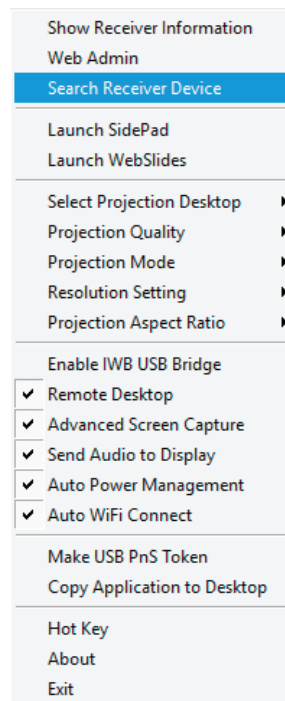 Show Receiver Information
Web Admin
Search Receiver Device
Launch SidePad
Launch WebSlides
Select Projection Desktop
Projection Quality
Projection Mode
Resolution Setting
Projection Aspect Ratio
Enable IWB USB Bridge
Remote Desktop
Advanced Screen Capture
Send Audio to Display
Auto Power Management
Auto WiFi Connect
Make USB PnS Token
Copy Application to Desktop
Hot Key
About
Exit